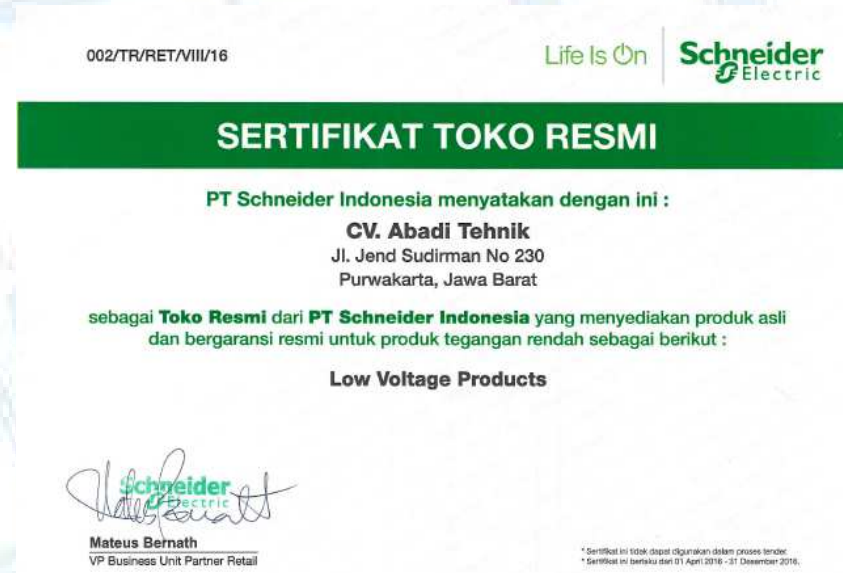 002/TR/RET/VIII/16
Life Is On
Schneider
Electric
SERTIFIKAT TOKO RESMI
PT Schneider Indonesia menyatakan dengan ini :
CV. Abadi Tehnik
Jl. Jend Sudirman No 230
Purwakarta, Jawa Barat
sebagai Toko Resmi dari PT Schneider Indonesia yang menyediakan produk asli
dan bergaransi resmi untuk produk tegangan rendah sebagai berikut :
Low Voltage Products
Schneider
Electric
Mateus Bernath
VP Business Unit Partner Retail
* Sertifikat ini tidak dapat digunakan dalam proses tender.
* Sertifikat ini berlaku dari 01 April 2016 - 31 Desember 2016.